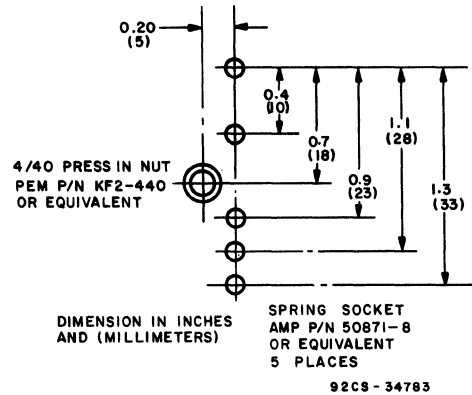 0.20
(5)
0.4
(10)
0.7
(18)
0.9
(23)
1.1
(28)
1.3
(33)
4/40 PRESS IN NUT
PEM P/N KF2-440
OR EQUIVALENT
DIMENSION IN INCHES
AND (MILLIMETERS)
SPRING SOCKET
AMP P/N 50871-8
OR EQUIVALENT
5 PLACES
92CS-34783